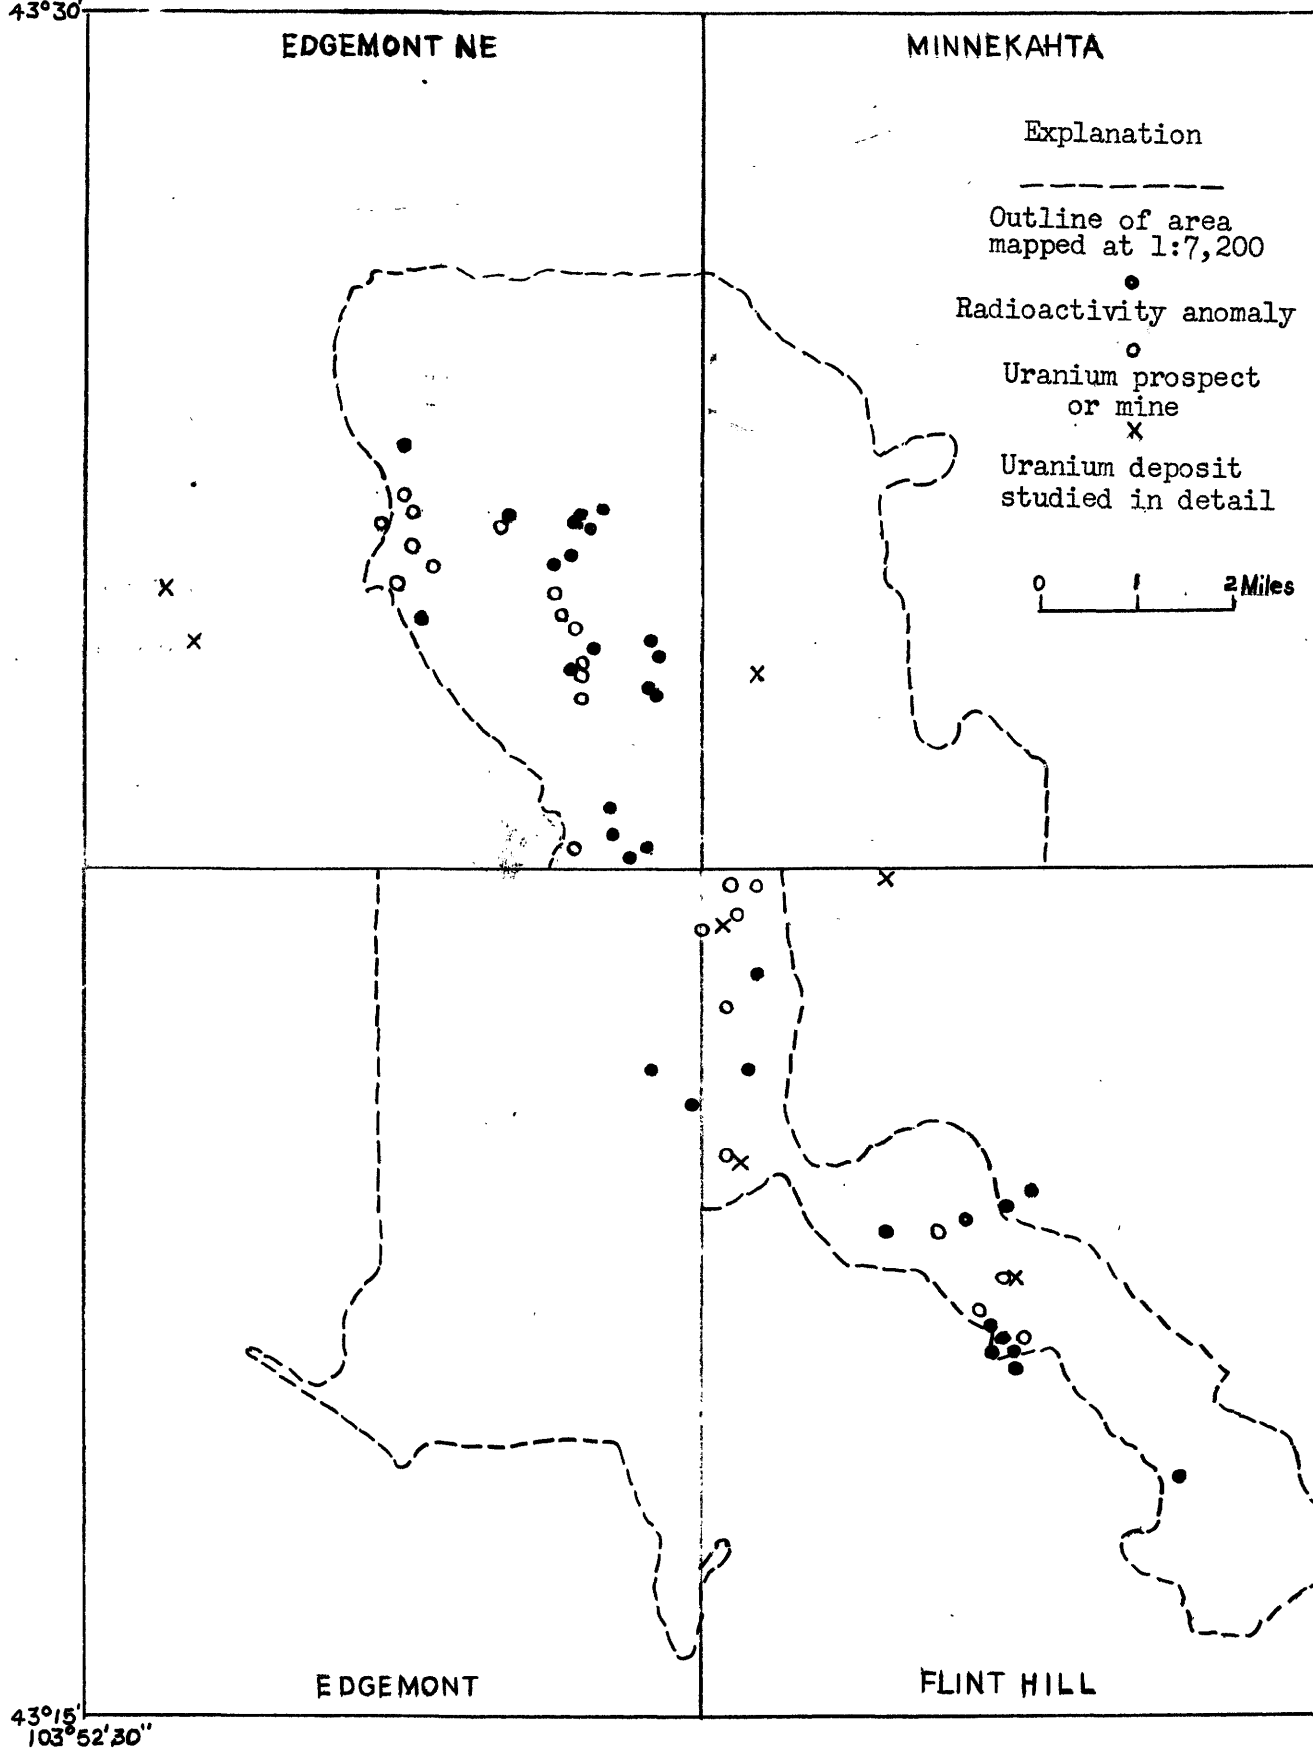 43°30'
EDGEMONT NE
MINNEKAHTA
Explanation
Outline of area
mapped at 1:7,200
Radioactivity anomaly
Uranium prospect
or mine
Uranium deposit
studied in detail
0 1 2 Miles
EDGEMONT
FLINT HILL
43°15'
103°52'30"